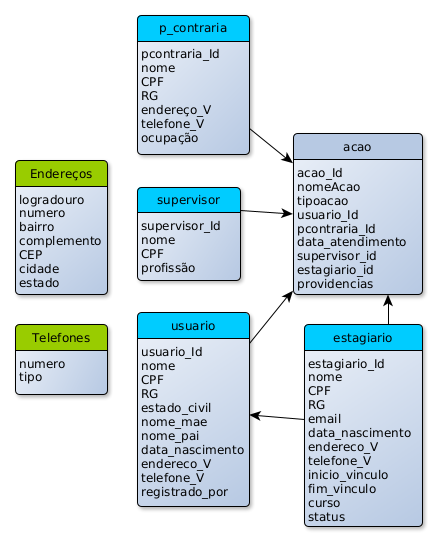 p_contraria
pcontraria_Id
nome
CPF
RG
endereço_V
telefone_V
ocupação
acao
acao_Id
nomeAcao
tipoacao
usuario_Id
pcontraria_Id
data_atendimento
supervisor_id
estagiario_id
providencias
Endereços
logradouro
numero
bairro
complemento
CEP
cidade
estado
supervisor
supervisor_Id
nome
CPF
profissão
Telefones
numero
tipo
usuario
usuario_Id
nome
CPF
RG
estado_civil
nome_mae
nome_pai
data_nascimento
endereco_V
telefone_V
registrado_por
estagiario
estagiario_Id
nome
CPF
RG
email
data_nascimento
endereco_V
telefone_V
inicio_vinculo
fim_vinculo
curso
status